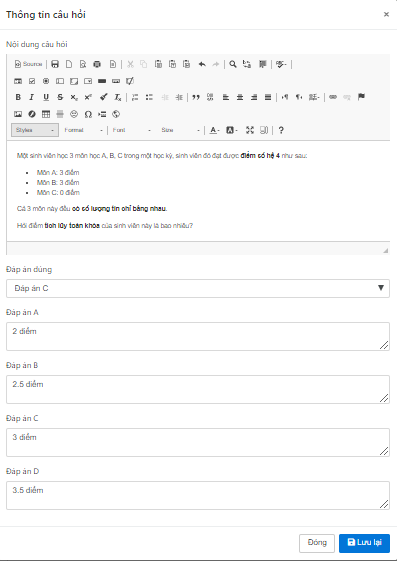 Thông tin câu hỏi ×
Nội dung câu hỏi
Source
Styles Format Font Size ?
Một sinh viên học 3 môn học A, B, C trong một học kỳ, sinh viên đó đạt được điểm số hệ 4 như sau:
• Môn A: 3 điểm
• Môn B: 3 điểm
• Môn C: 0 điểm
Cả 3 môn này đều có số lượng tín chỉ bằng nhau.
Hỏi điểm tích lũy toàn khóa của sinh viên này là bao nhiêu?
Đáp án đúng
Đáp án C
Đáp án A
2 điểm
Đáp án B
2.5 điểm
Đáp án C
3 điểm
Đáp án D
3.5 điểm
Đóng Lưu lại